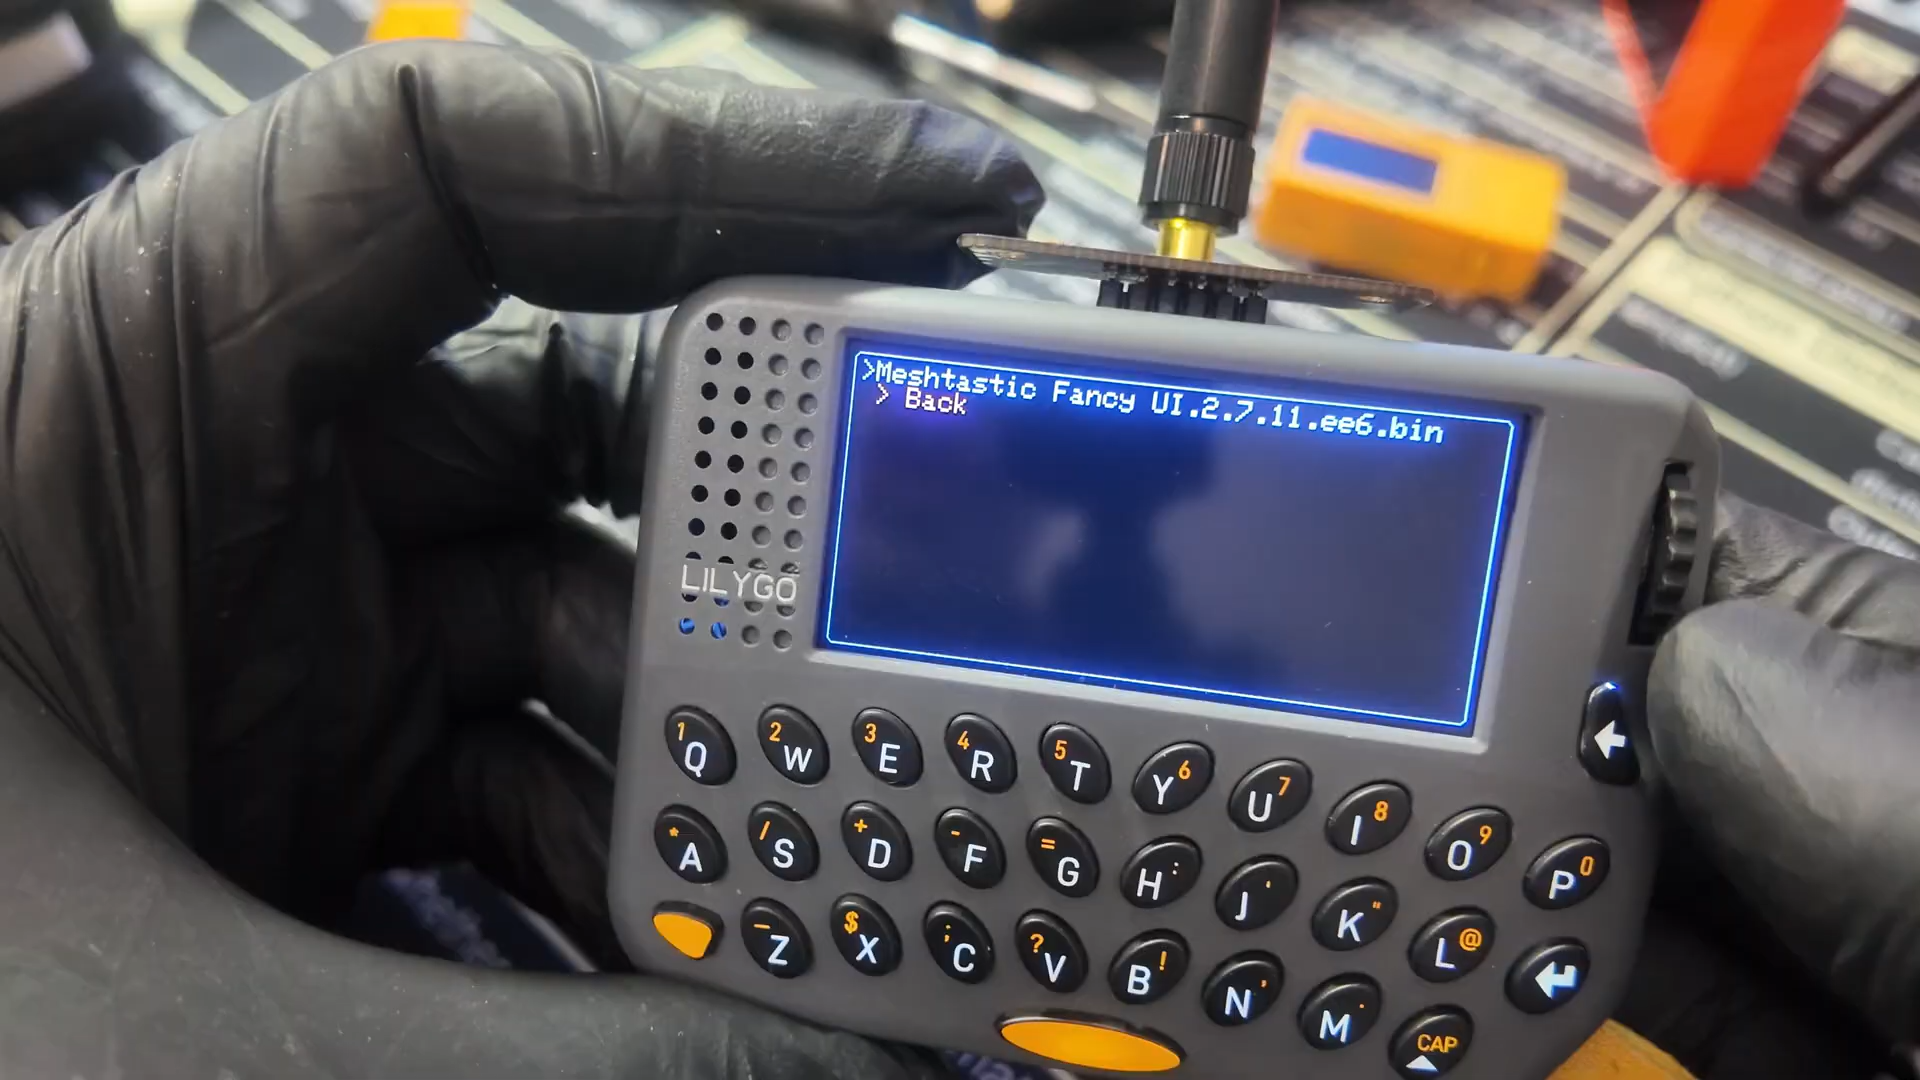 >Meshtastic Fancy UI.2.7.11.ee6.bin
> Back
LILYGO
1 Q 2 W 3 E 4 R 5 T Y 6 U 7 I 8 O 9 P 0
* A / S + D - F = G H : J ' K " L @
– Z $ X ; C ? V B ! N , M .
CAP